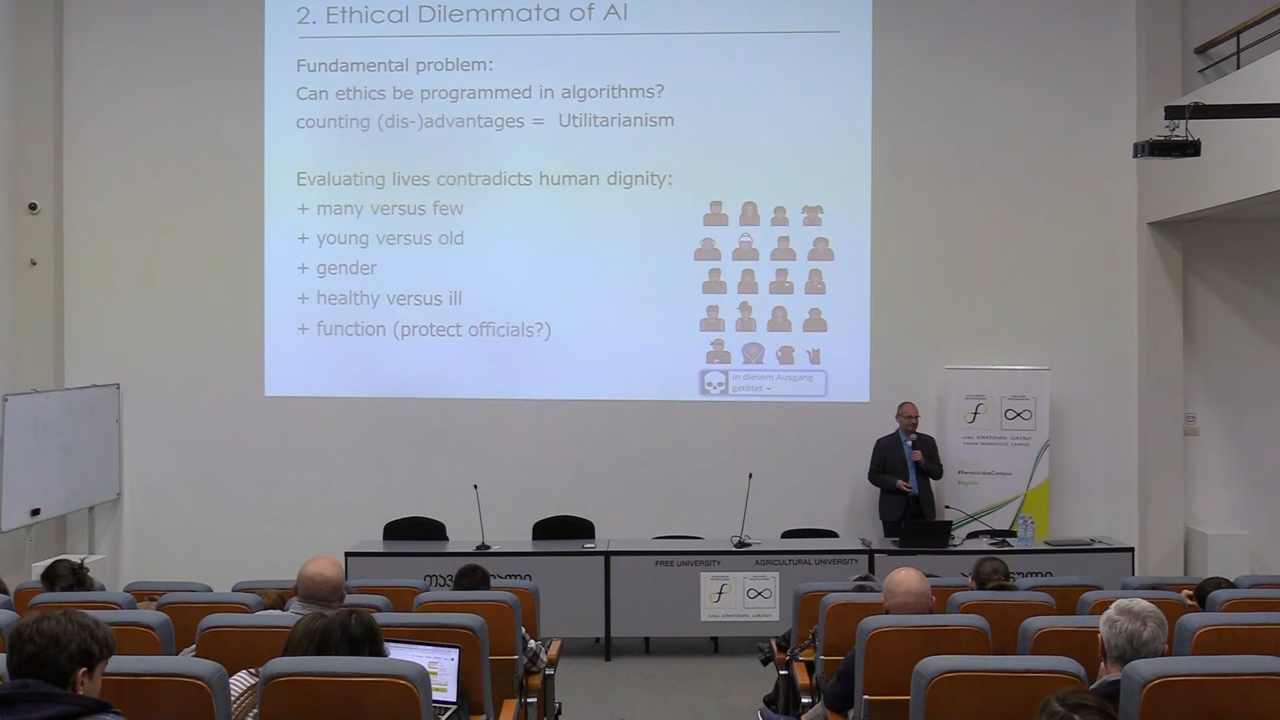 2. Ethical Dilemmata of AI
Fundamental problem:
Can ethics be programmed in algorithms?
counting (dis-)advantages = Utilitarianism
Evaluating lives contradicts human dignity:
+ many versus few
+ young versus old
+ gender
+ healthy versus ill
+ function (protect officials?)
In diesem Ausgang
getötet
#BendukidzeCampus
FREE UNIVERSITY
AGRICULTURAL UNIVERSITY